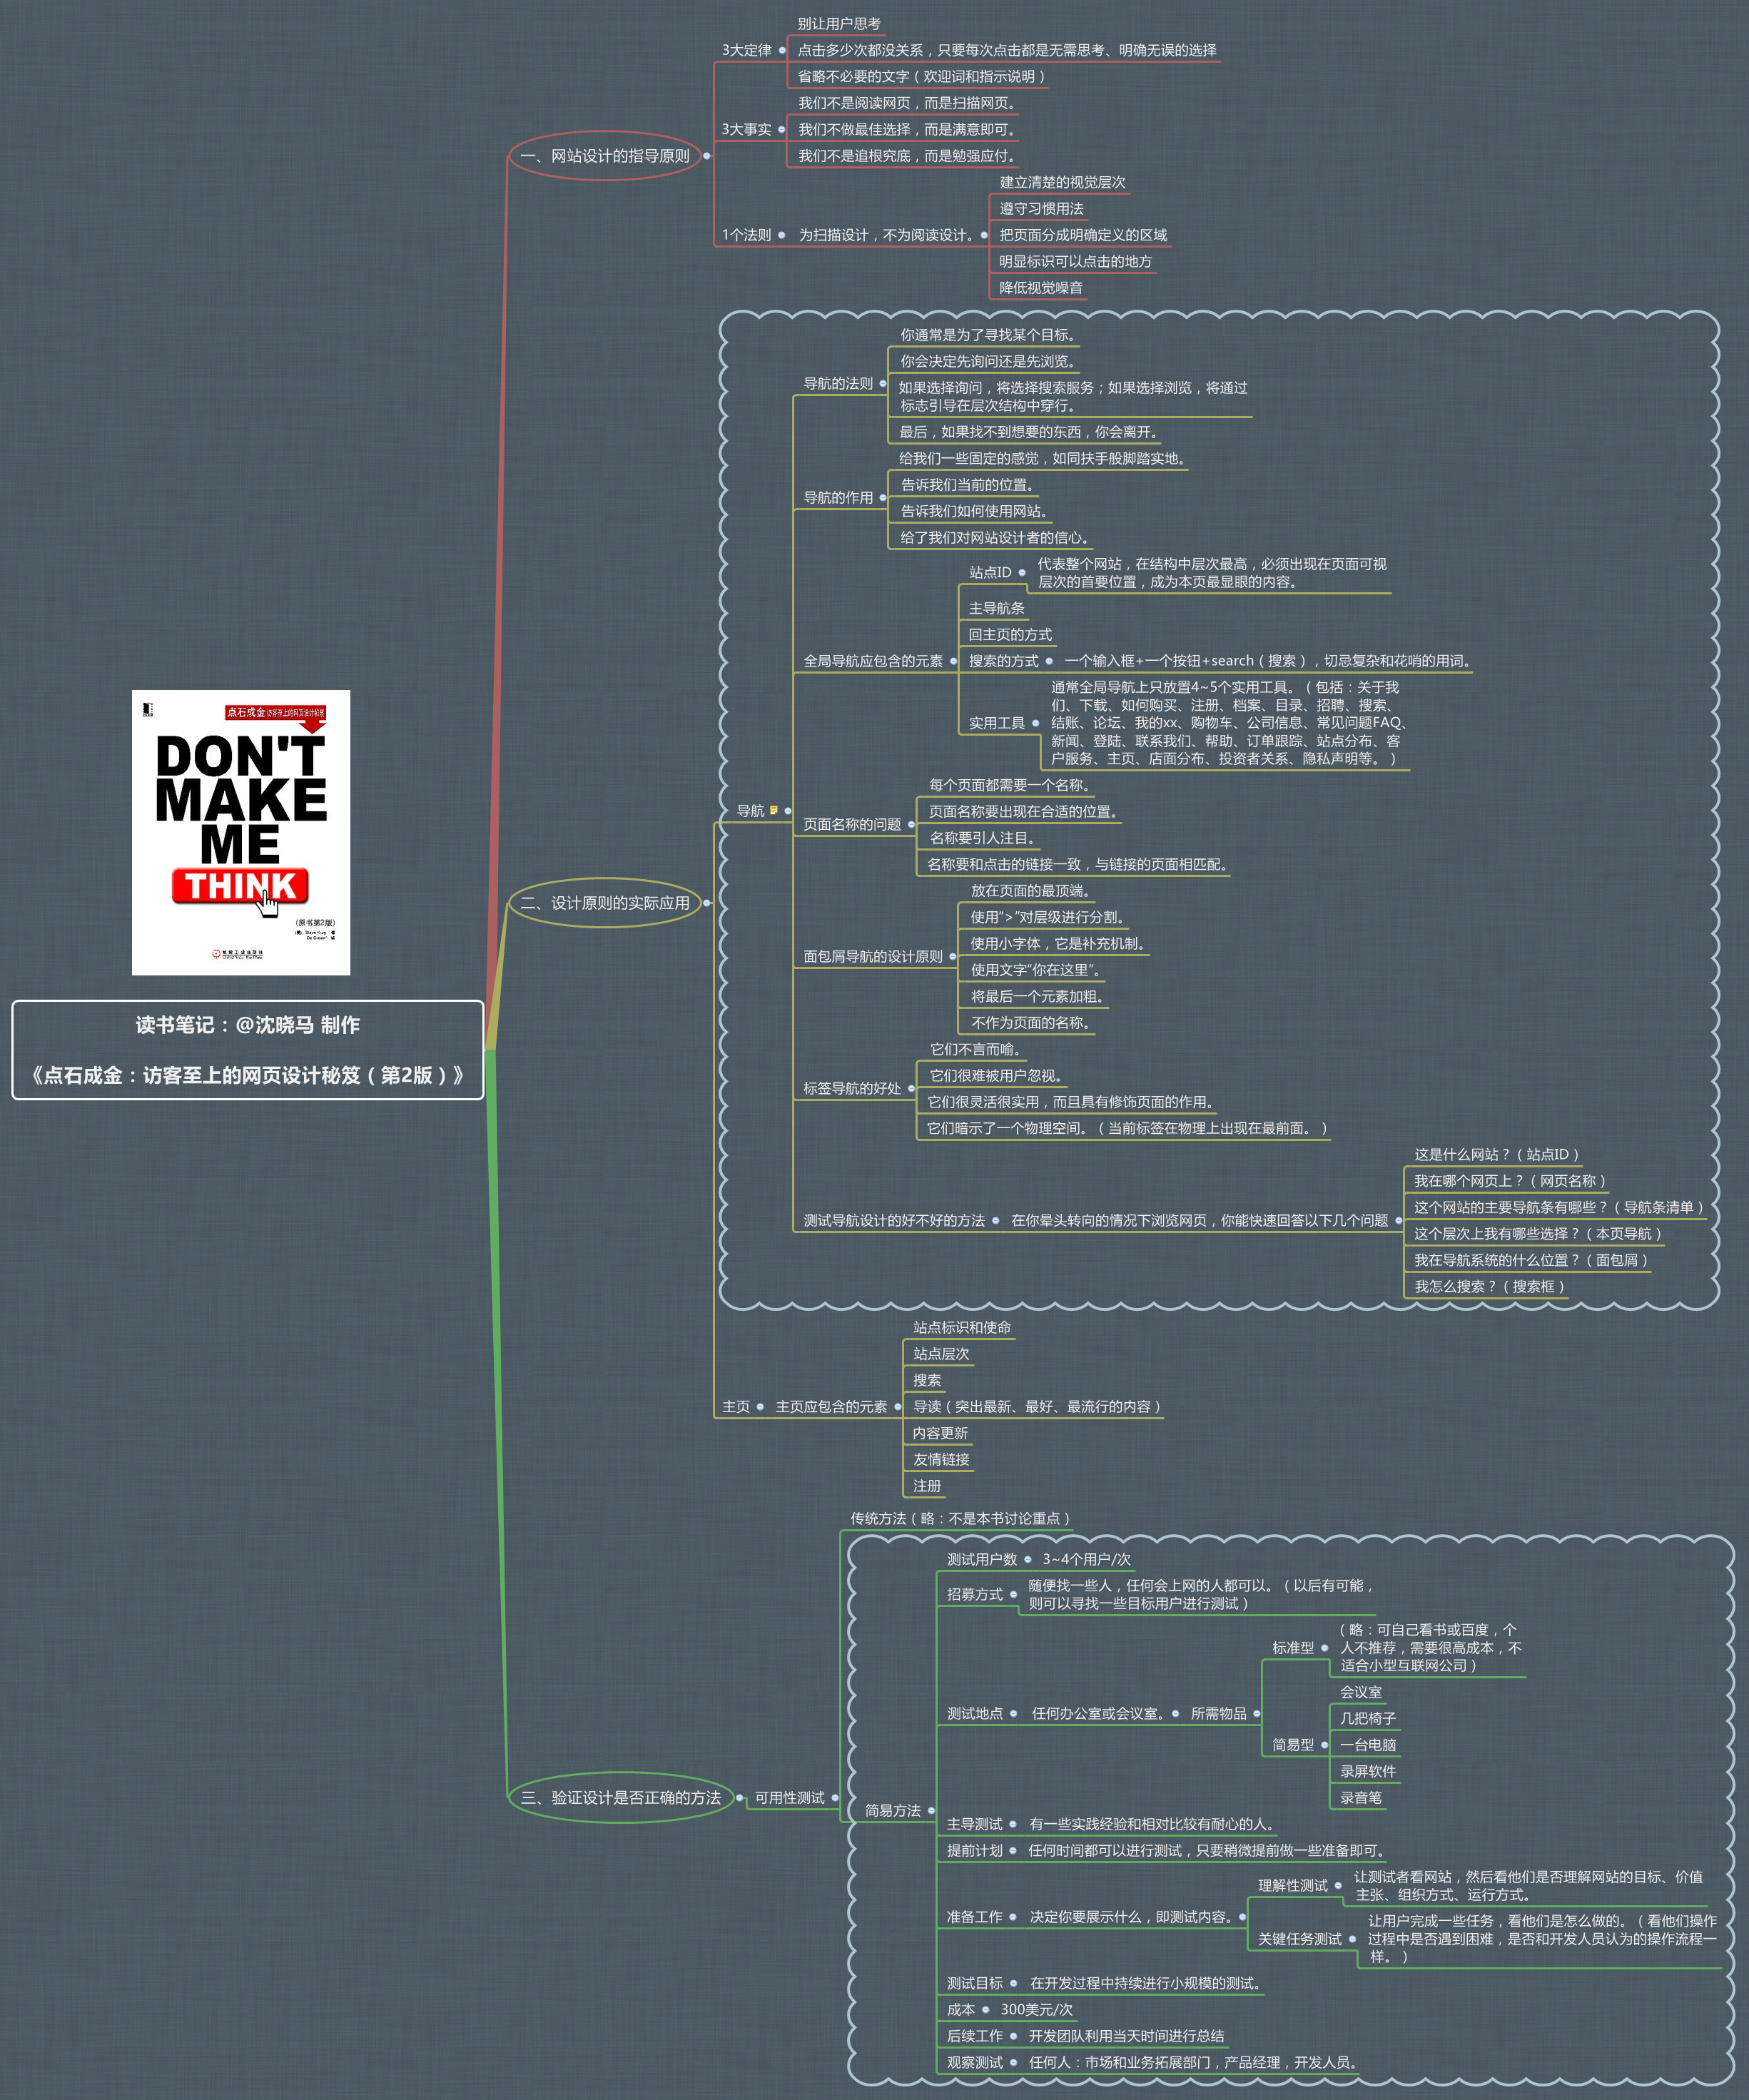 别让用户思考
3大定律
点击多少次都没关系，只要每次点击都是无需思考、明确无误的选择
省略不必要的文字（欢迎词和指示说明）
我们不是阅读网页，而是扫描网页。
3大事实
我们不做最佳选择，而是满意即可。
我们不是追根究底，而是勉强应付。
一、网站设计的指导原则
建立清楚的视觉层次
遵守习惯用法
1个法则
为扫描设计，不为阅读设计。
把页面分成明确定义的区域
明显标识可以点击的地方
降低视觉噪音
你通常是为了寻找某个目标。
你会决定先询问还是先浏览。
导航的法则
如果选择询问，将选择搜索服务；如果选择浏览，将通过
标志引导在层次结构中穿行。
最后，如果找不到想要的东西，你会离开。
给我们一些固定的感觉，如同扶手般脚踏实地。
导航的作用
告诉我们当前的位置。
告诉我们如何使用网站。
给了我们对网站设计者的信心。
站点ID
代表整个网站，在结构中层次最高，必须出现在页面可视
层次的首要位置，成为本页最显眼的内容。
主导航条
回主页的方式
全局导航应包含的元素
搜索的方式
一个输入框+一个按钮+search（搜索），切忌复杂和花哨的用词。
实用工具
通常全局导航上只放置4~5个实用工具。（包括：关于我
们、下载、如何购买、注册、档案、目录、招聘、搜索、
结账、论坛、我的xx、购物车、公司信息、常见问题FAQ、
新闻、登陆、联系我们、帮助、订单跟踪、站点分布、客
户服务、主页、店面分布、投资者关系、隐私声明等。）
导航
每个页面都需要一个名称。
页面名称的问题
页面名称要出现在合适的位置。
名称要引人注目。
名称要和点击的链接一致，与链接的页面相匹配。
二、设计原则的实际应用
放在页面的最顶端。
使用“>”对层级进行分割。
面包屑导航的设计原则
使用小字体，它是补充机制。
使用文字“你在这里”。
将最后一个元素加粗。
不作为页面的名称。
它们不言而喻。
标签导航的好处
它们很难被用户忽视。
它们很灵活很实用，而且具有修饰页面的作用。
它们暗示了一个物理空间。（当前标签在物理上出现在最前面。）
测试导航设计的好不好的方法
在你晕头转向的情况下浏览网页，你能快速回答以下几个问题
这是什么网站？（站点ID）
我在哪个网页上？（网页名称）
这个网站的主要导航条有哪些？（导航条清单）
这个层次上我有哪些选择？（本页导航）
我在导航系统的什么位置？（面包屑）
我怎么搜索？（搜索框）
点石成金 访客至上的网页设计秘笈
DON'T
MAKE
ME
THINK
(原书第2版)
机械工业出版社
读书笔记：@沈晓马 制作
《点石成金：访客至上的网页设计秘笈（第2版）》
站点标识和使命
站点层次
搜索
主页
主页应包含的元素
导读（突出最新、最好、最流行的内容）
内容更新
友情链接
注册
三、验证设计是否正确的方法
可用性测试
传统方法（略：不是本书讨论重点）
简易方法
测试用户数
3~4个用户/次
招募方式
随便找一些人，任何会上网的人都可以。（以后有可能，
则可以寻找一些目标用户进行测试）
测试地点
任何办公室或会议室。
所需物品
标准型
（略：可自己看书或百度，个
人不推荐，需要很高成本，不
适合小型互联网公司）
简易型
会议室
几把椅子
一台电脑
录屏软件
录音笔
主导测试
有一些实践经验和相对比较有耐心的人。
提前计划
任何时间都可以进行测试，只要稍微提前做一些准备即可。
准备工作
决定你要展示什么，即测试内容。
理解性测试
让测试者看网站，然后看他们是否理解网站的目标、价值
主张、组织方式、运行方式。
关键任务测试
让用户完成一些任务，看他们是怎么做的。（看他们操作
过程中是否遇到困难，是否和开发人员认为的操作流程一
样。）
测试目标
在开发过程中持续进行小规模的测试。
成本
300美元/次
后续工作
开发团队利用当天时间进行总结
观察测试
任何人：市场和业务拓展部门，产品经理，开发人员。